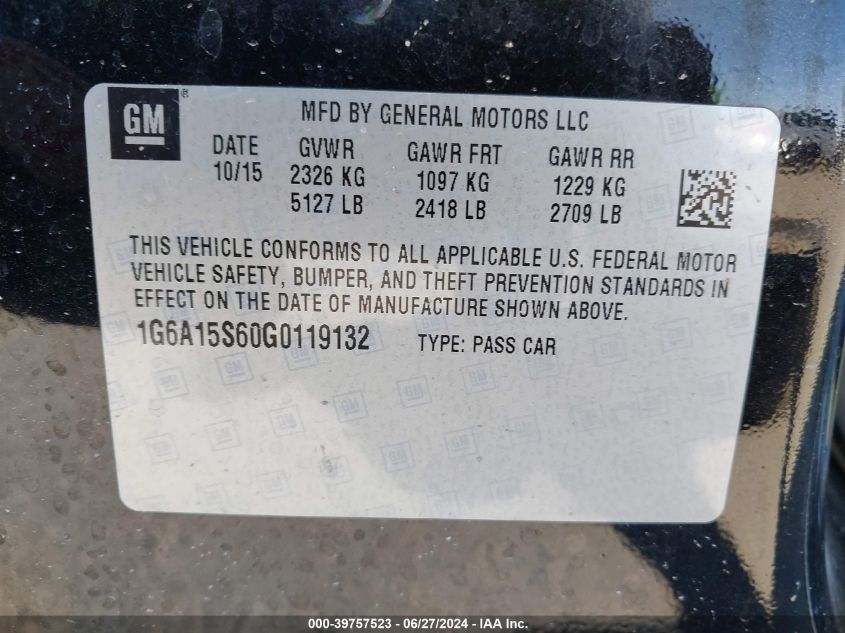 GM
®
MFD BY GENERAL MOTORS LLC
DATE GVWR GAWR FRT GAWR RR
10/15 2326 KG 1097 KG 1229 KG
5127 LB 2418 LB 2709 LB
THIS VEHICLE CONFORMS TO ALL APPLICABLE U.S. FEDERAL MOTOR
VEHICLE SAFETY, BUMPER, AND THEFT PREVENTION STANDARDS IN
EFFECT ON THE DATE OF MANUFACTURE SHOWN ABOVE.
1G6A15S60G0119132 TYPE: PASS CAR
000-39757523 - 06/27/2024 - IAA, Inc.